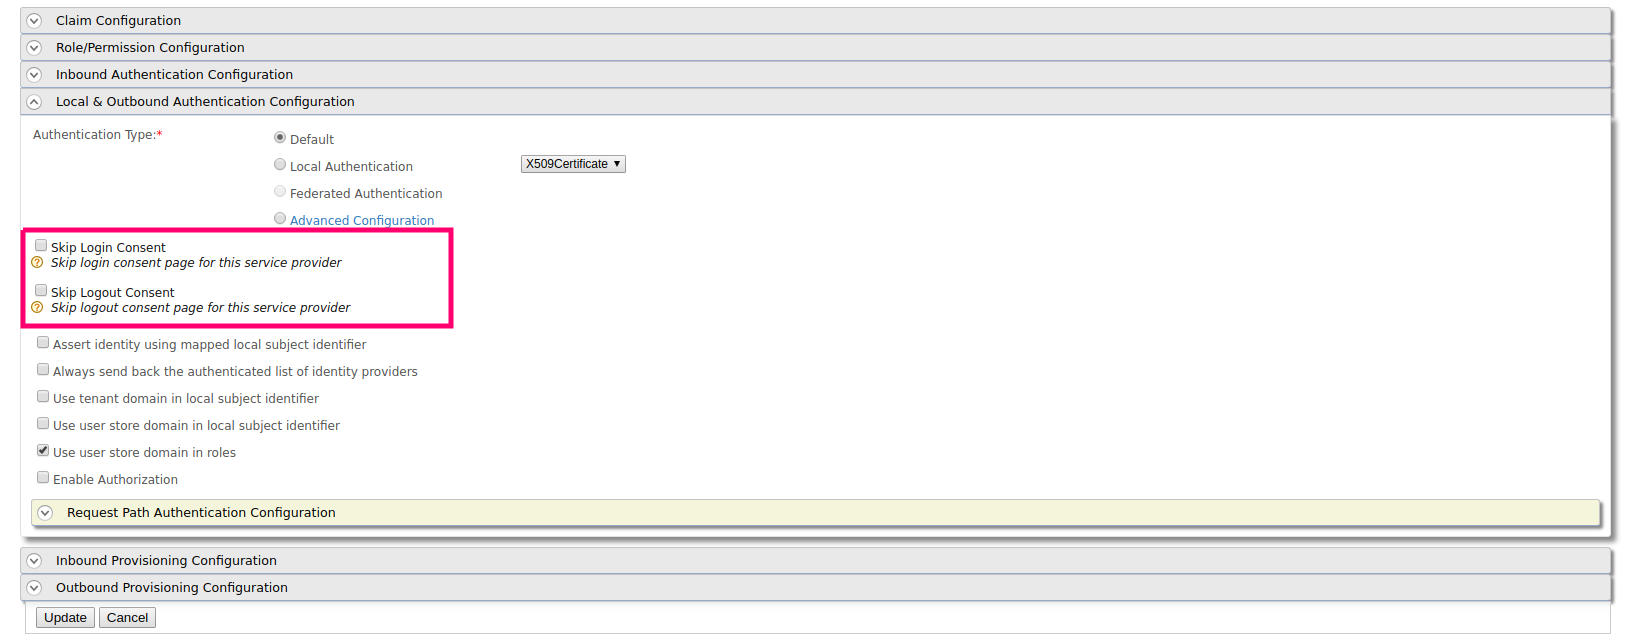 Claim Configuration
Role/Permission Configuration
Inbound Authentication Configuration
Local & Outbound Authentication Configuration
Authentication Type:*
Default
Local Authentication
X509Certificate
Federated Authentication
Advanced Configuration
Skip Login Consent
Skip login consent page for this service provider
Skip Logout Consent
Skip logout consent page for this service provider
Assert identity using mapped local subject identifier
Always send back the authenticated list of identity providers
Use tenant domain in local subject identifier
Use user store domain in local subject identifier
Use user store domain in roles
Enable Authorization
Request Path Authentication Configuration
Inbound Provisioning Configuration
Outbound Provisioning Configuration
Update Cancel